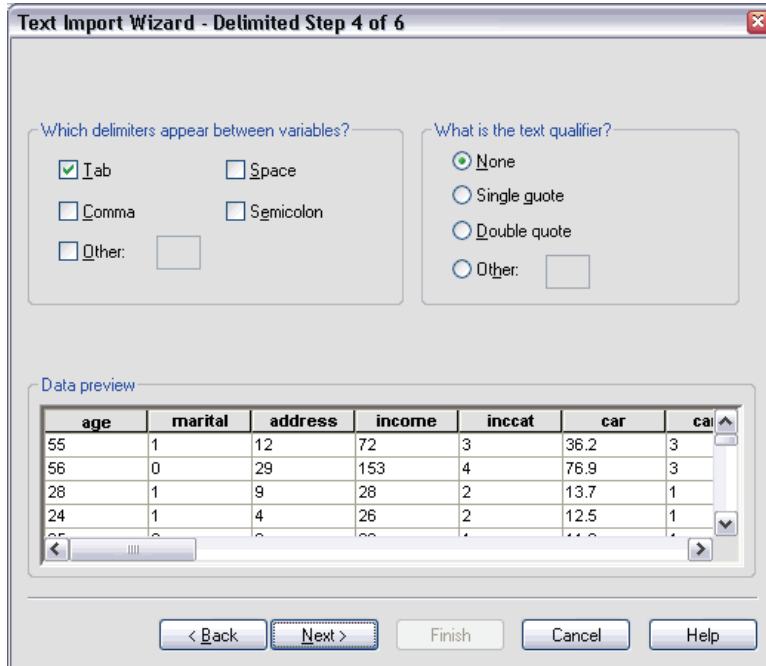 Text Import Wizard - Delimited Step 4 of 6
Which delimiters appear between variables?
Tab
Space
Comma
Semicolon
Other:
What is the text qualifier?
None
Single quote
Double quote
Other:
Data preview
age marital address income inccat car
55 1 12 72 3 36.2 3
56 0 29 153 4 76.9 3
28 1 9 28 2 13.7 1
24 1 4 26 2 12.5 1
< Back
Next >
Finish
Cancel
Help